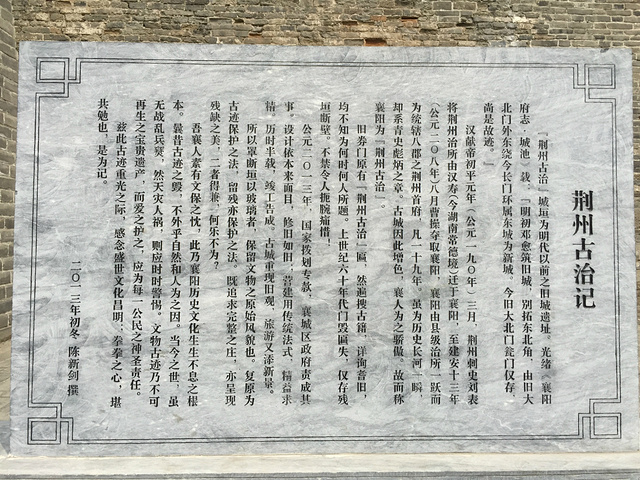 荆州古治记
『荆州古治』城垣为明代以前之旧城遗址。光绪《襄阳
府志·城池》载：『明初邓愈筑旧城，别拓东北角，由旧大
北门外东绕今长门环属东城为新城。今旧大北门瓮门仅存，
尚是故迹。』
汉献帝初平元年（公元一九〇年）三月，荆州刺史刘表
将荆州治所由汉寿（今湖南常德境）迁于襄阳，至建安十三年
（公元二〇八年）八月曹操夺取襄阳，襄阳由县级治所一跃而
为统辖八郡之荆州首府，凡一十九年。虽为历史长河一瞬，
却系青史彪炳之章。古城因此增色，襄人为之骄傲。故而称
襄阳为『荆州古治』。
旧券门原有『荆州古治』匾，然遍搜古籍，详询耆旧，
均不知为何时何人所题。上世纪六十年代门毁匾失，仅存残
垣断壁。不禁令人扼腕痛惜！
公元二〇一三年，国家拨划专款，襄城区政府责成其
事。设计依本来面目，修旧如旧；营建用传统法式，精益求
精。历时半载，竣工告成。古城重现旧观，旅游又添新景。
所以罩断垣以玻璃者，保留文物之原始风貌也。复原为
古迹保护之法，留残亦保护之法。既追求完整之庄，亦呈现
残缺之美，二者得兼，何乐不为？
吾襄人素有文保之忱，此乃襄阳历史文化生生不息之根
本。曩昔古迹之毁，不外乎自然和人为之因。当今之世，虽
无战乱兵燹，然天灾人祸，则应时时警惕。文物古迹乃不可
再生之宝贵遗产，而爱之护之，应为每一公民之神圣责任。
兹此古迹重光之际，感念盛世文化昌明；拳拳之心，堪
共勉也，是为记。
二〇一三年初冬 陈新剑 撰